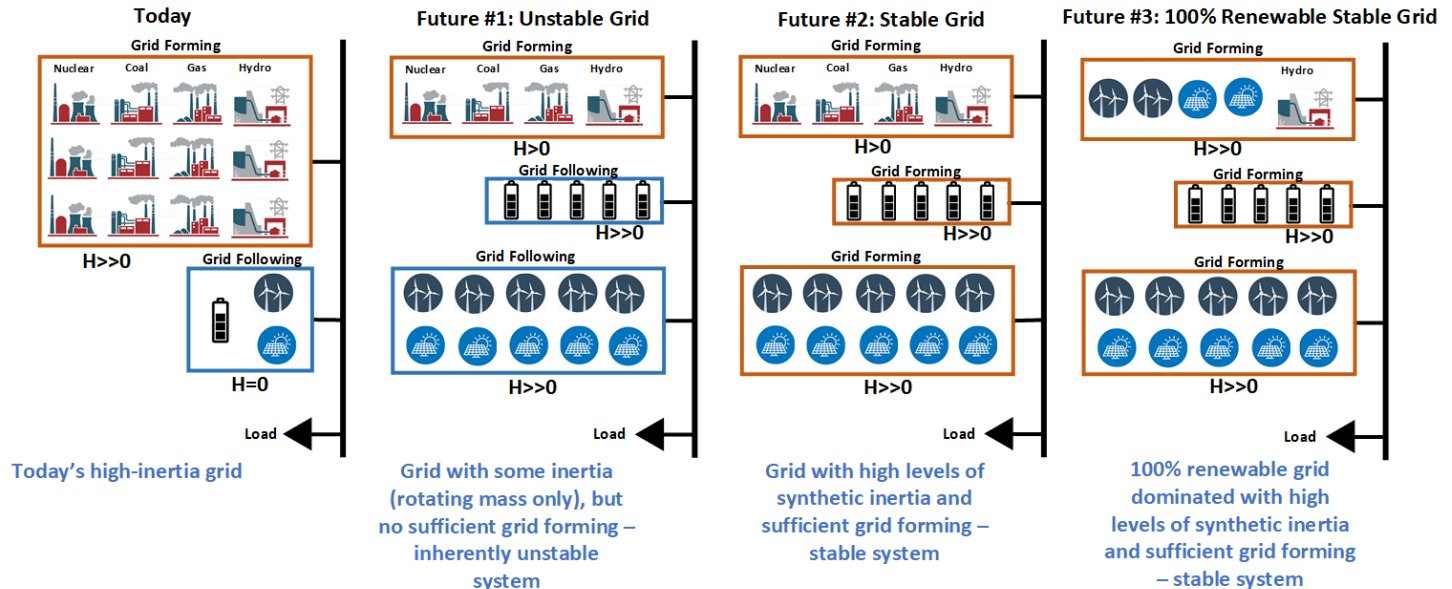 Today
Grid Forming
Nuclear Coal Gas Hydro
H>>0
Grid Following
H=0
Load
Today's high-inertia grid
Future #1: Unstable Grid
Grid Forming
Nuclear Coal Gas Hydro
H>0
Grid Following
H>>0
Grid Following
H>>0
Load
Grid with some inertia
(rotating mass only), but
no sufficient grid forming –
inherently unstable
system
Future #2: Stable Grid
Grid Forming
Nuclear Coal Gas Hydro
H>0
Grid Forming
H>>0
Grid Forming
H>>0
Load
Grid with high levels of
synthetic inertia and
sufficient grid forming –
stable system
Future #3: 100% Renewable Stable Grid
Grid Forming
Hydro
H>>0
Grid Forming
H>>0
Grid Forming
H>>0
Load
100% renewable grid
dominated with high
levels of synthetic inertia
and sufficient grid forming
– stable system